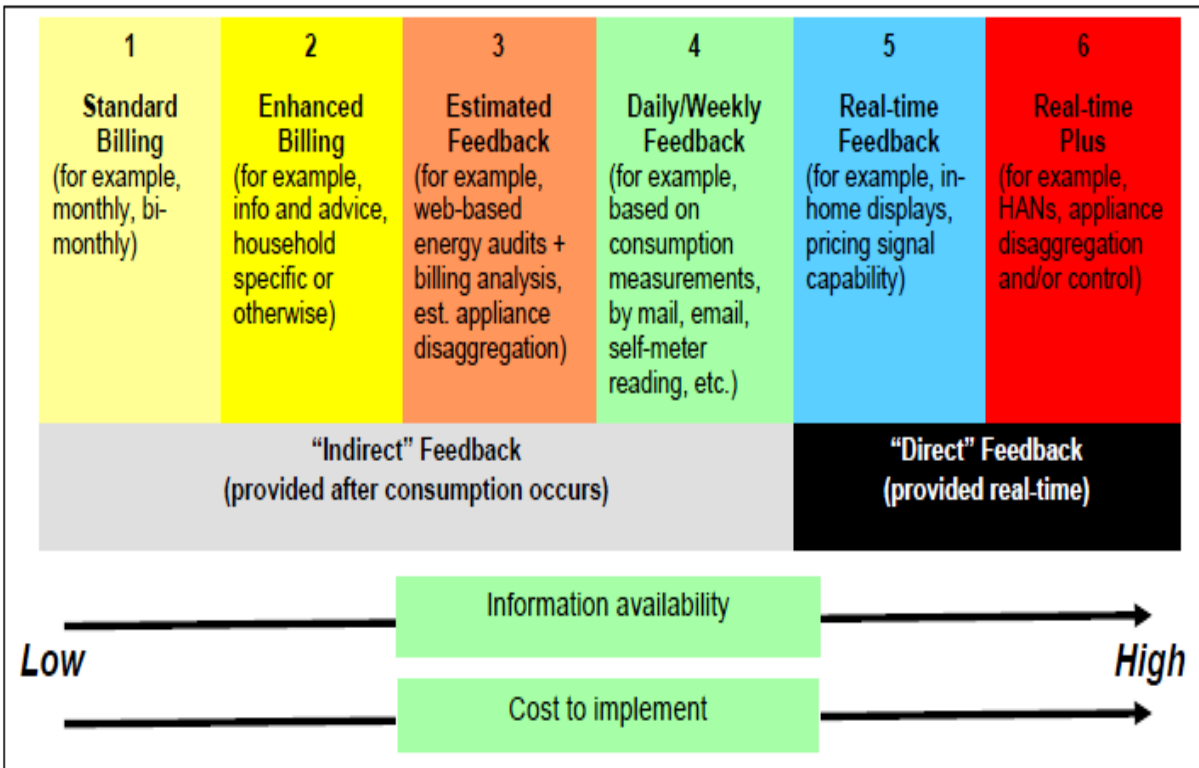 1
Standard
Billing
(for example,
monthly, bi-
monthly)
2
Enhanced
Billing
(for example,
info and advice,
household
specific or
otherwise)
3
Estimated
Feedback
(for example,
web-based
energy audits +
billing analysis,
est. appliance
disaggregation)
4
Daily/Weekly
Feedback
(for example,
based on
consumption
measurements,
by mail, email,
self-meter
reading, etc.)
5
Real-time
Feedback
(for example, in-
home displays,
pricing signal
capability)
6
Real-time
Plus
(for example,
HANs, appliance
disaggregation
and/or control)
“Indirect” Feedback
(provided after consumption occurs)
“Direct” Feedback
(provided real-time)
Information availability
Low
High
Cost to implement